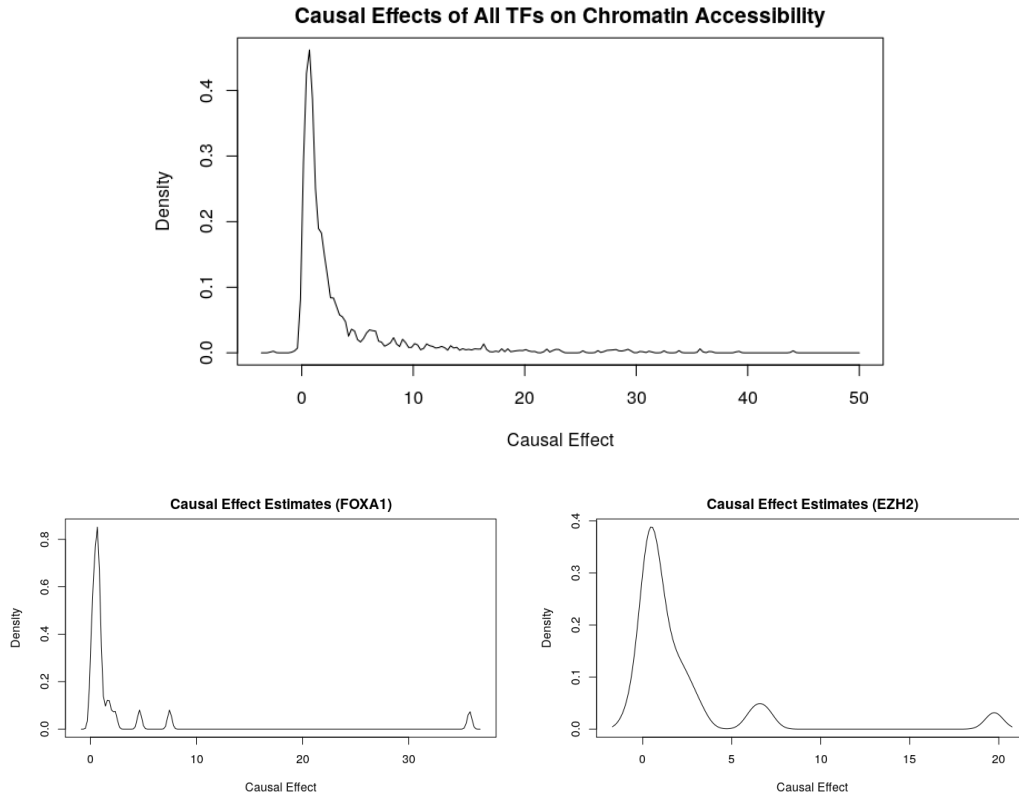 Causal Effects of All TFs on Chromatin Accessibility
Density
0.0 0.1 0.2 0.3 0.4
0 10 20 30 40 50
Causal Effect
Causal Effect Estimates (FOXA1)
Density
0.0 0.2 0.4 0.6 0.8
0 10 20 30
Causal Effect
Causal Effect Estimates (EZH2)
Density
0.0 0.1 0.2 0.3 0.4
0 5 10 15 20
Causal Effect